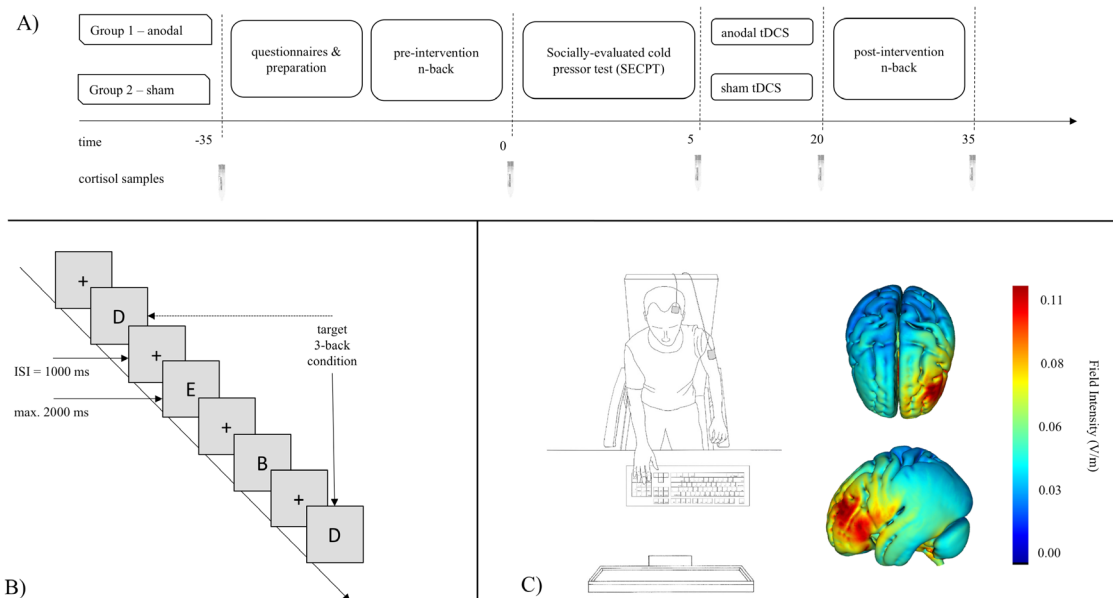 A)
Group 1 – anodal
Group 2 – sham
questionnaires &
preparation
pre-intervention
n-back
Socially-evaluated cold
pressor test (SECPT)
anodal tDCS
sham tDCS
post-intervention
n-back
time
-35
0
5
20
35
cortisol samples
+
D
+
E
+
B
+
D
target
3-back
condition
ISI = 1000 ms
max. 2000 ms
B)
C)
0.11
0.08
0.06
0.03
0.00
Field Intensity (V/m)